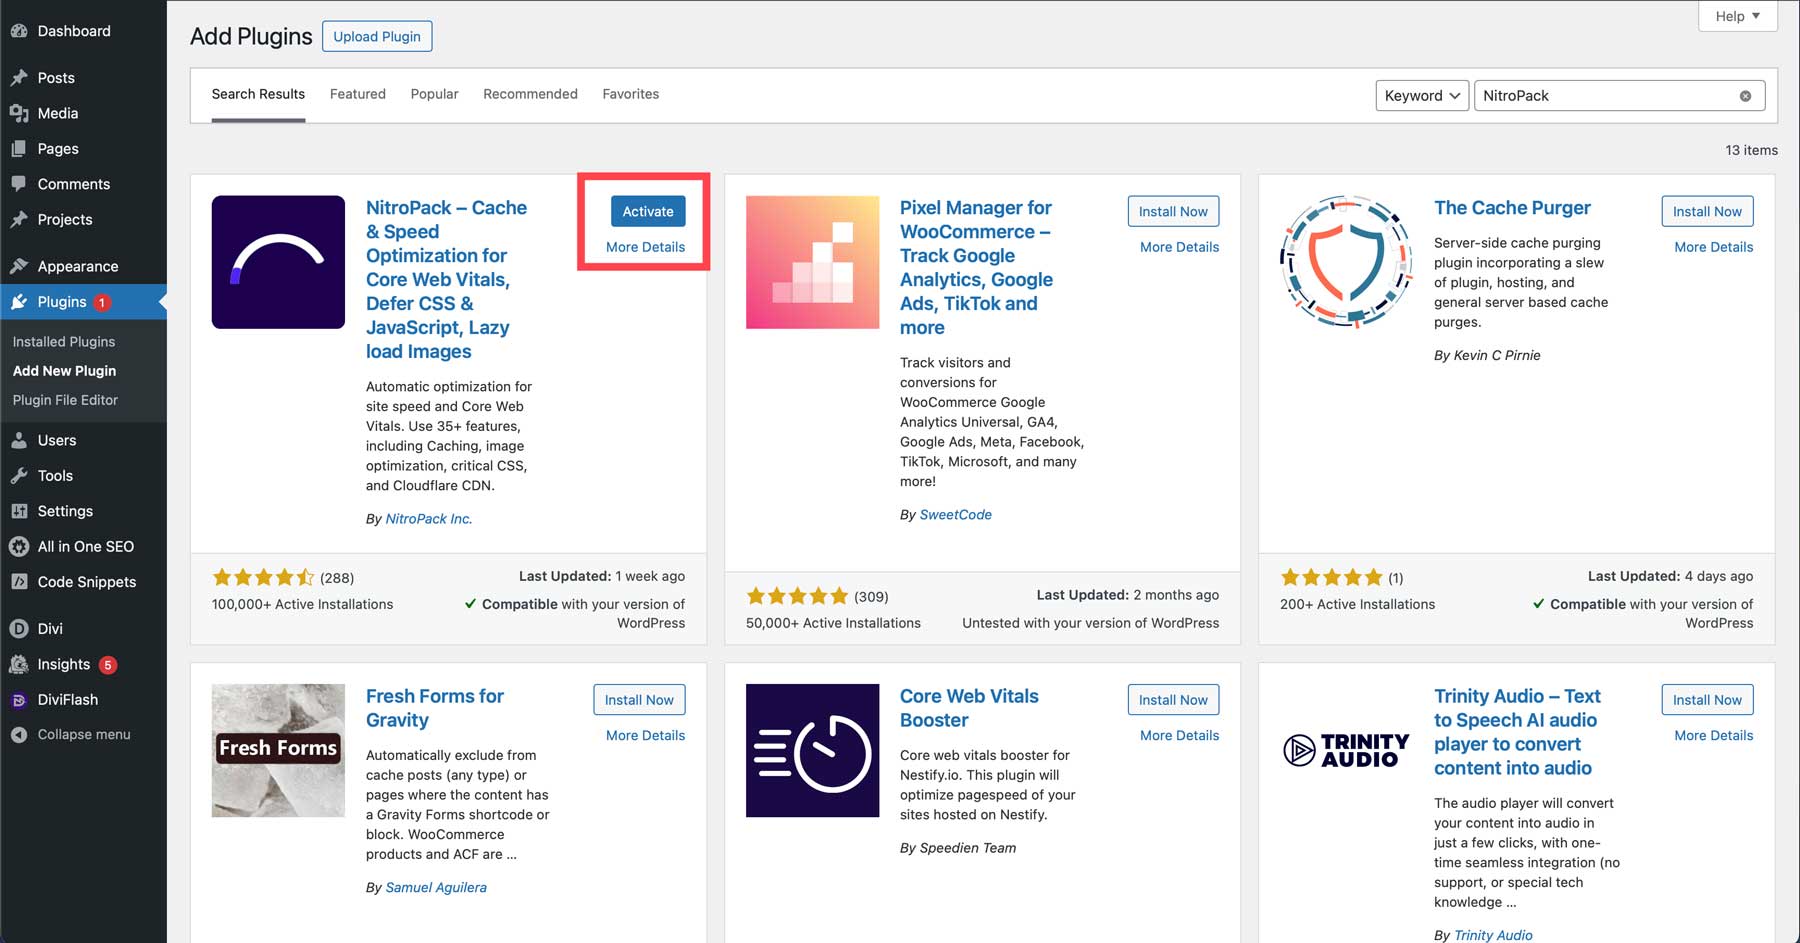 Dashboard
Posts
Media
Pages
Comments
Projects
Appearance
Plugins 1
Installed Plugins
Add New Plugin
Plugin File Editor
Users
Tools
Settings
All in One SEO
Code Snippets
Divi
Insights 5
DiviFlash
Collapse menu
Add Plugins
Upload Plugin
Help
Search Results
Featured
Popular
Recommended
Favorites
Keyword
NitroPack
13 items
NitroPack – Cache
& Speed
Optimization for
Core Web Vitals,
Defer CSS &
JavaScript, Lazy
load Images
Activate
More Details
Automatic optimization for
site speed and Core Web
Vitals. Use 35+ features,
including Caching, image
optimization, critical CSS,
and Cloudflare CDN.
By NitroPack Inc.
(288)
100,000+ Active Installations
Last Updated: 1 week ago
Compatible with your version of
WordPress
Pixel Manager for
WooCommerce –
Track Google
Analytics, Google
Ads, TikTok and
more
Install Now
More Details
Track visitors and
conversions for
WooCommerce Google
Analytics Universal, GA4,
Google Ads, Meta, Facebook,
TikTok, Microsoft, and many
more!
By SweetCode
(309)
50,000+ Active Installations
Last Updated: 2 months ago
Untested with your version of WordPress
The Cache Purger
Install Now
More Details
Server-side cache purging
plugin incorporating a slew
of plugin, hosting, and
general server based cache
purges.
By Kevin C Pirnie
(1)
200+ Active Installations
Last Updated: 4 days ago
Compatible with your version of
WordPress
Fresh Forms
Fresh Forms for
Gravity
Install Now
More Details
Automatically exclude from
cache posts (any type) or
pages where the content has
a Gravity Forms shortcode or
block. WooCommerce
products and ACF are ...
By Samuel Aguilera
Core Web Vitals
Booster
Install Now
More Details
Core web vitals booster for
Nestify.io. This plugin will
optimize pagespeed of your
sites hosted on Nestify.
By Speedien Team
TRINITY
AUDIO
Trinity Audio – Text
to Speech AI audio
player to convert
content into audio
Install Now
More Details
The audio player will convert
your content into audio in
just a few clicks, with one-
time seamless integration (no
support, or special tech
knowledge ...
By Trinity Audio